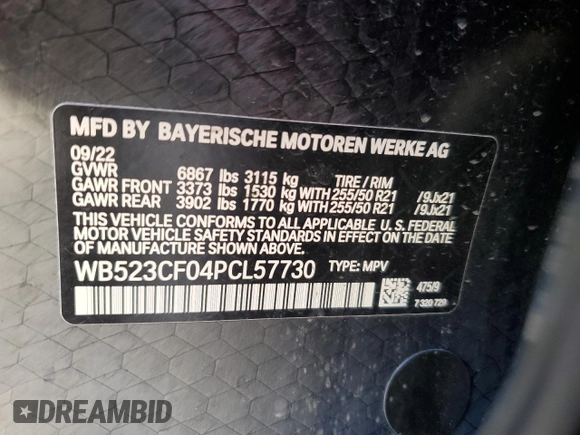 MFD BY BAYERISCHE MOTOREN WERKE AG
09/22
GVWR 6867 lbs 3115 kg TIRE / RIM
GAWR FRONT 3373 lbs 1530 kg WITH 255/50 R21 /9Jx21
GAWR REAR 3902 lbs 1770 kg WITH 255/50 R21 /9Jx21
THIS VEHICLE CONFORMS TO ALL APPLICABLE U.S. FEDERAL
MOTOR VEHICLE SAFETY STANDARDS IN EFFECT ON THE DATE
OF MANUFACTURE SHOWN ABOVE.
WB523CF04PCL57730 TYPE: MPV
475/9
7 320 729
DREAMBID